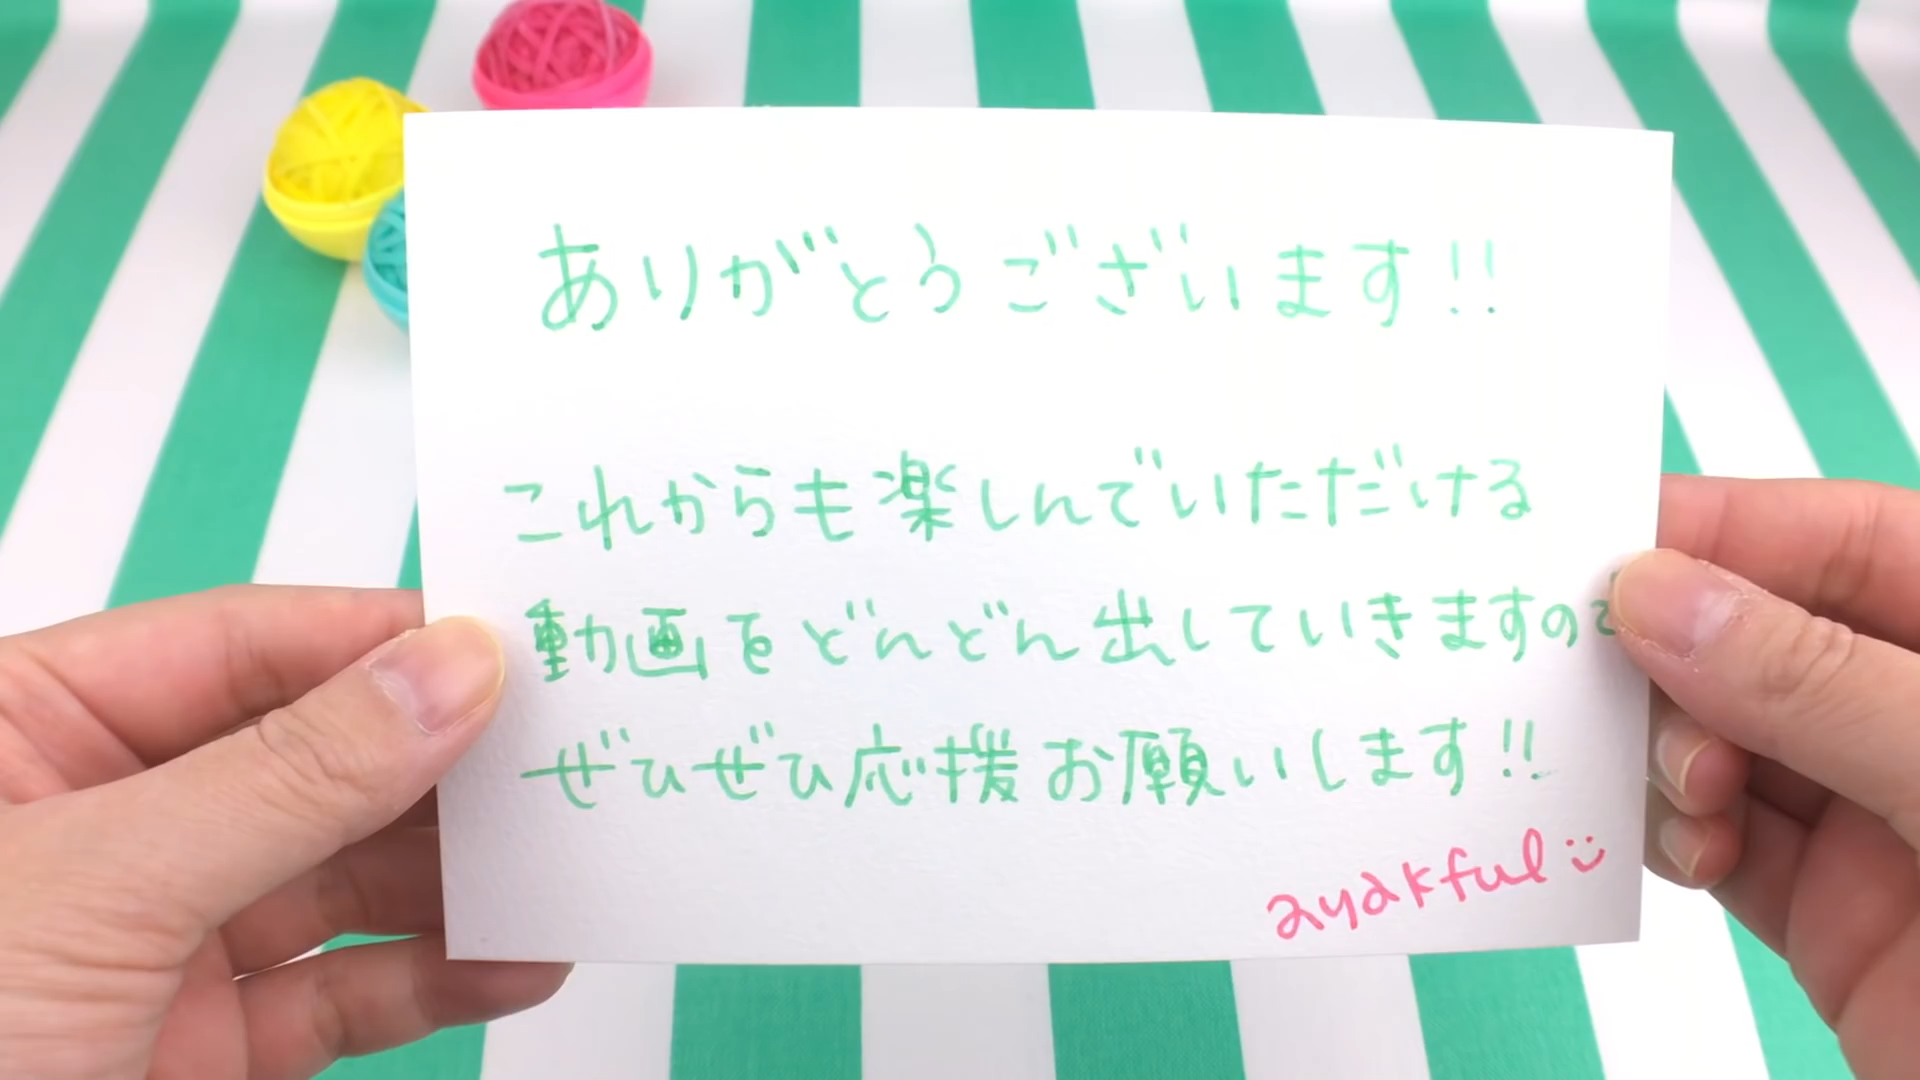 ありがとうございます!!
これからも楽しんでいただける
動画をどんどん出していきますので
ぜひぜひ応援お願いします!!
ayakful